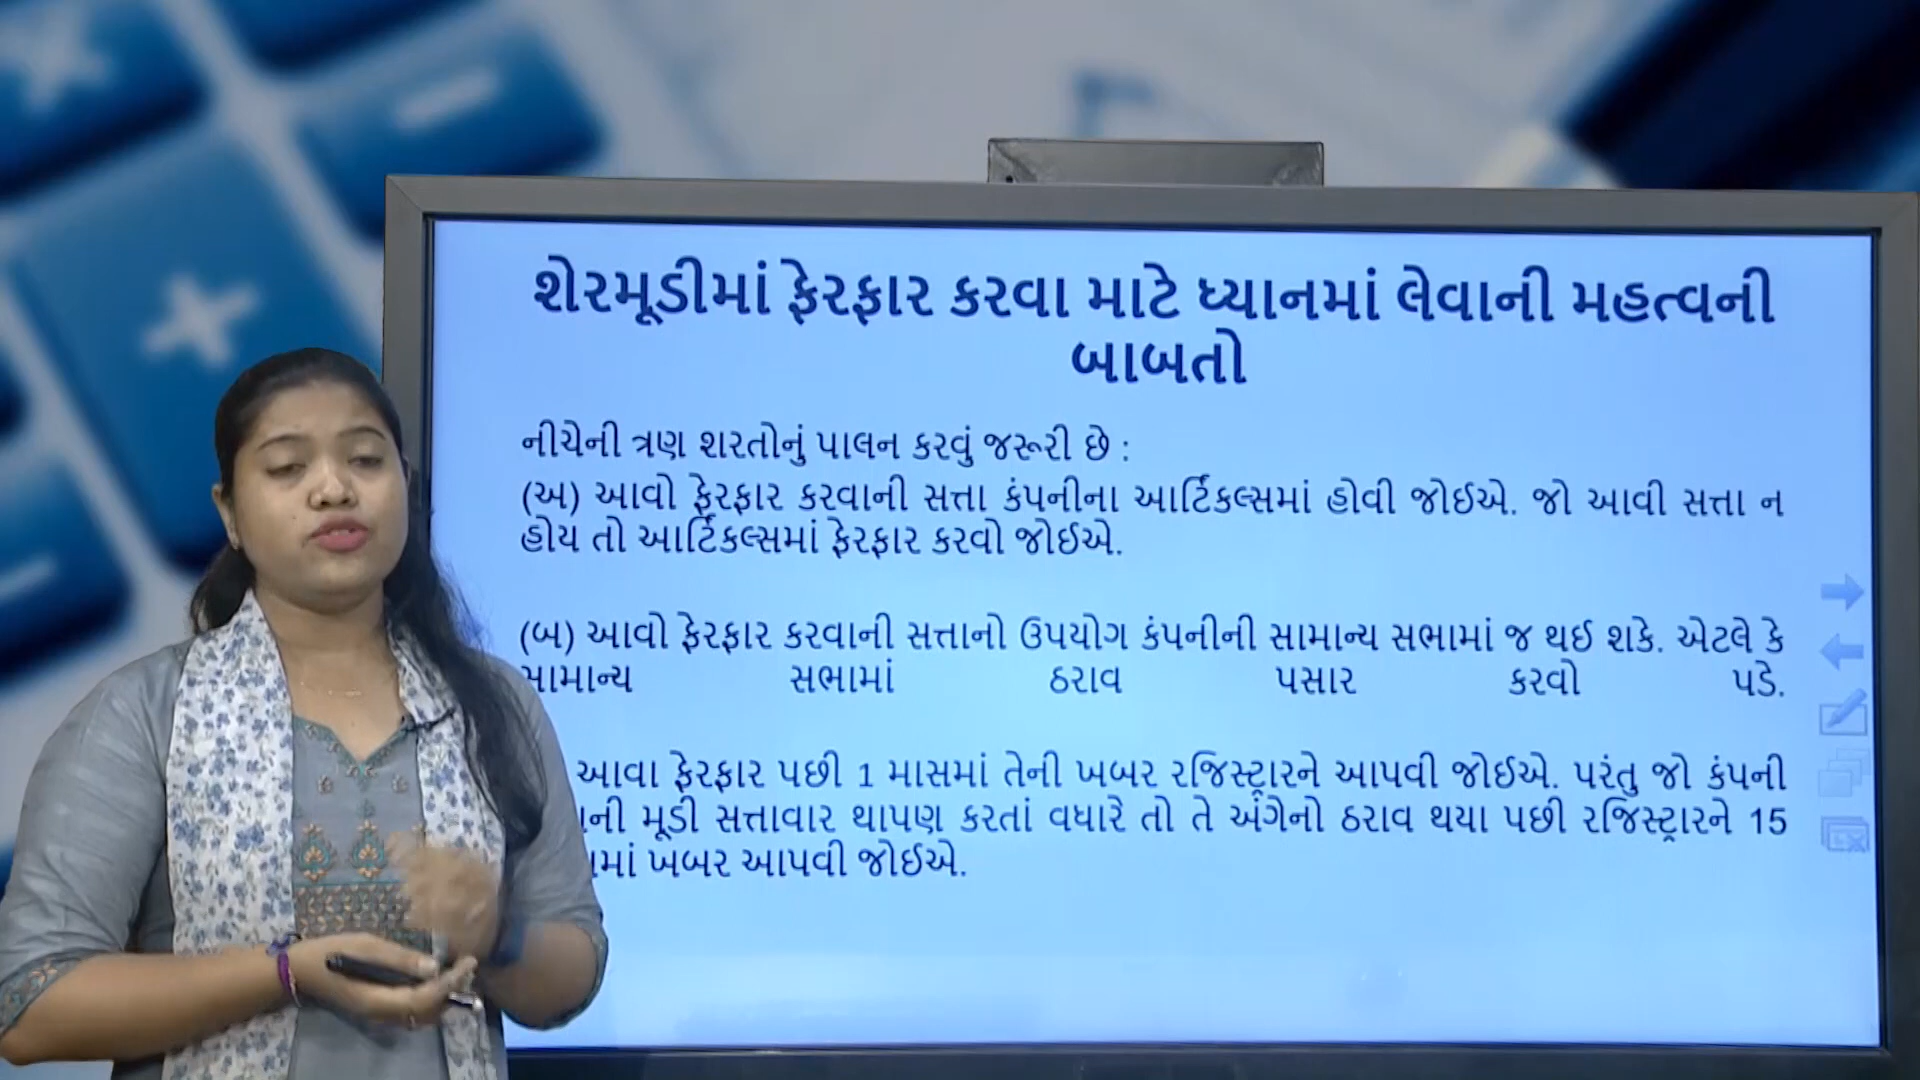 શેરમૂડીમાં ફેરફાર કરવા માટે ધ્યાનમાં લેવાની મહત્વની
બાબતો
નીચેની ત્રણ શરતોનું પાલન કરવું જરૂરી છે :
(અ) આવો ફેરફાર કરવાની સત્તા કંપનીના આર્ટિકલ્સમાં હોવી જોઈએ. જો આવી સત્તા ન
હોય તો આર્ટિકલ્સમાં ફેરફાર કરવો જોઈએ.
(બ) આવો ફેરફાર કરવાની સત્તાનો ઉપયોગ કંપનીની સામાન્ય સભામાં જ થઈ શકે. એટલે કે
સામાન્ય સભામાં ઠરાવ પસાર કરવો પડે.
આવા ફેરફાર પછી 1 માસમાં તેની ખબર રજિસ્ટ્રારને આપવી જોઈએ. પરંતુ જો કંપની
મૂડી સત્તાવાર થાપણ કરતાં વધારે તો તે અંગેનો ઠરાવ થયા પછી રજિસ્ટ્રારને 15
ખબર આપવી જોઈએ.